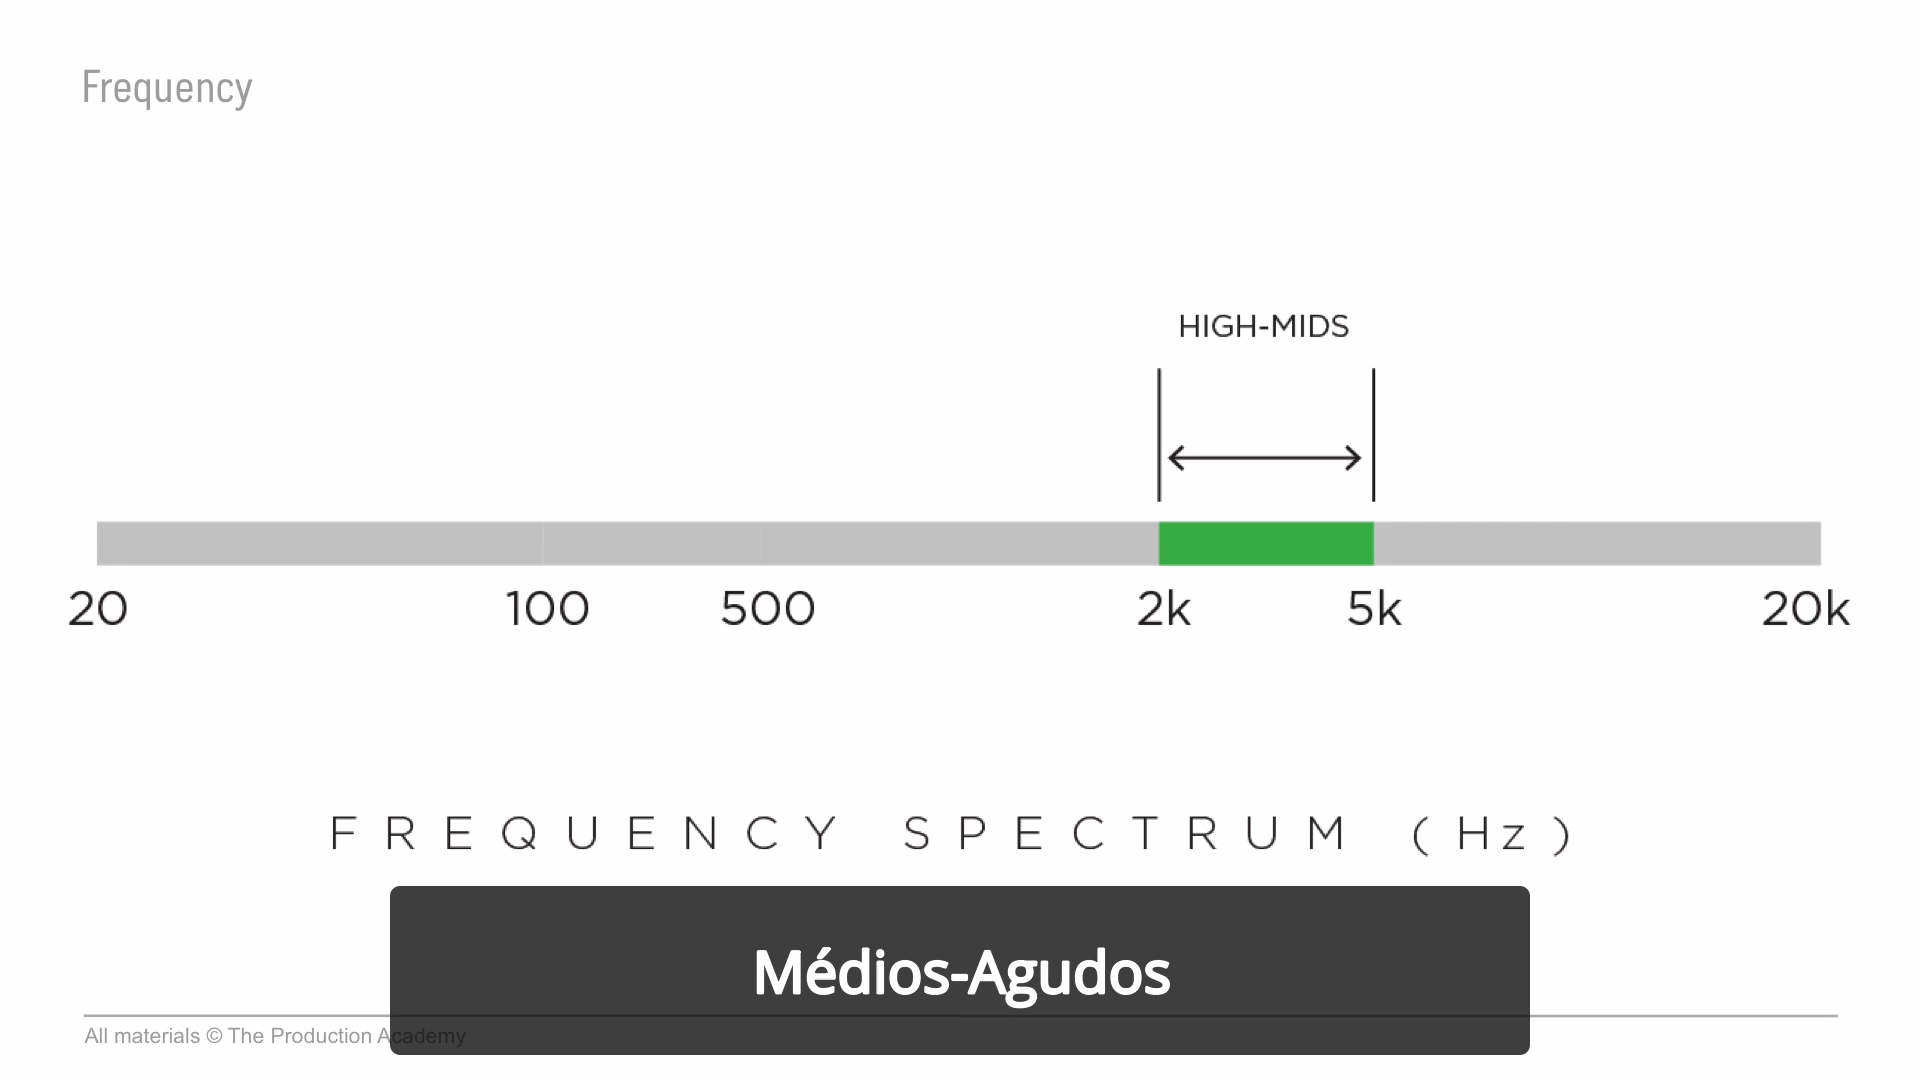 Frequency
HIGH-MIDS
20 100 500 2k 5k 20k
FREQUENCY SPECTRUM (Hz)
Médios-Agudos
All materials © The Production Academy